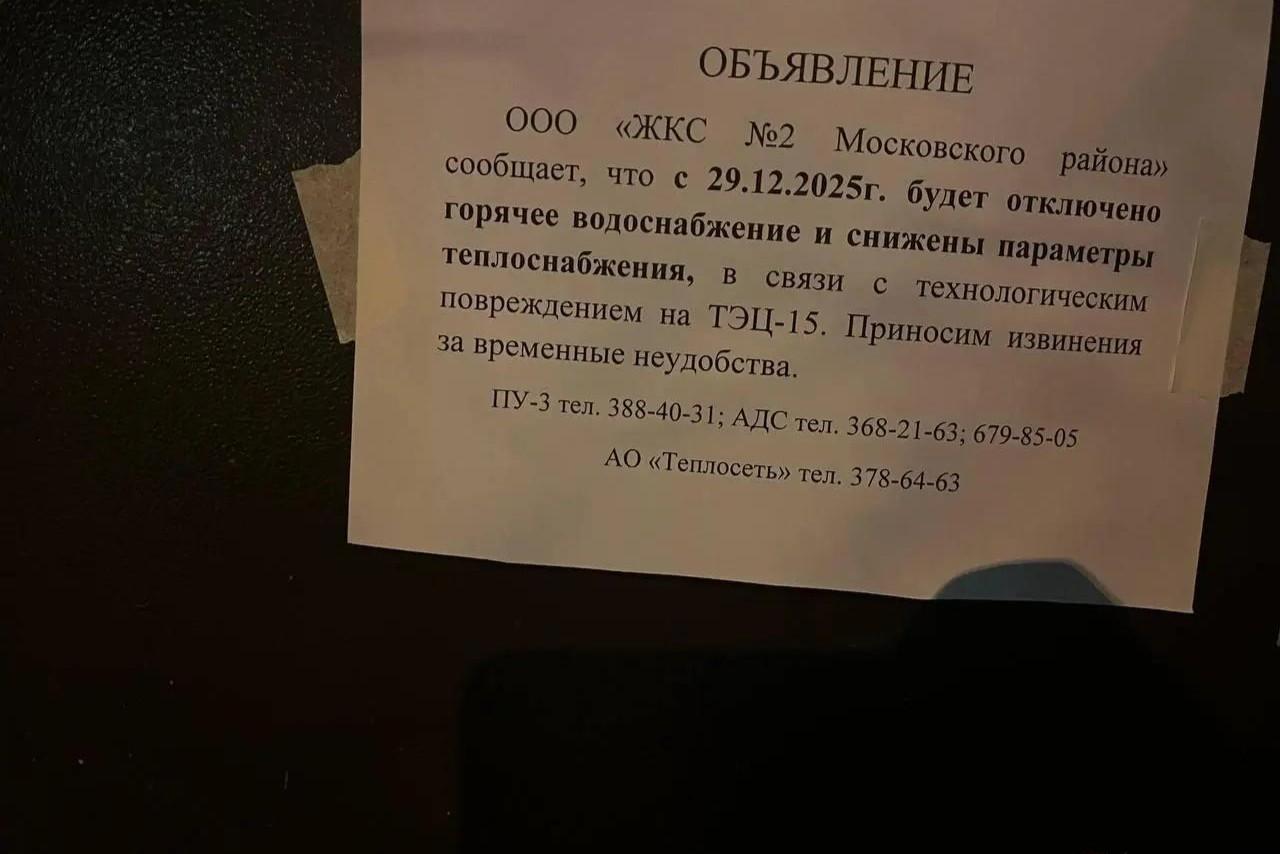 ОБЪЯВЛЕНИЕ
ООО «ЖКС №2 Московского района»
сообщает, что с 29.12.2025г. будет отключено
горячее водоснабжение и снижены параметры
теплоснабжения, в связи с технологическим
повреждением на ТЭЦ-15. Приносим извинения
за временные неудобства.
ПУ-3 тел. 388-40-31; АДС тел. 368-21-63; 679-85-05
АО «Теплосеть» тел. 378-64-63